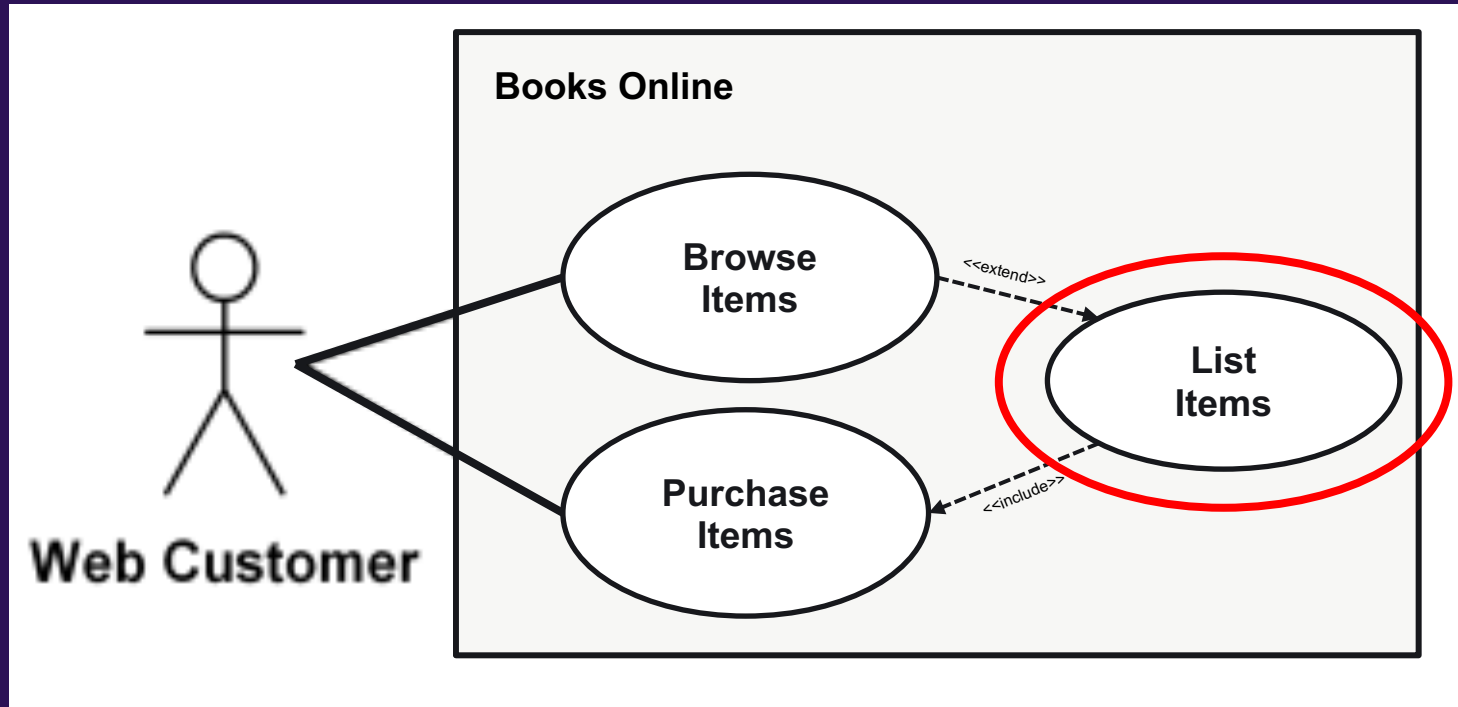 Books Online
Browse
Items
<<extend>>
List
Items
Purchase
Items
<<include>>
Web Customer